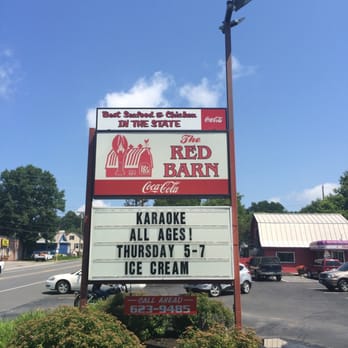 Best Seafood & Chicken
IN THE STATE
Coca-Cola
The
RED BARN
Coca-Cola
KARAOKE
ALL AGES!
THURSDAY 5-7
ICE CREAM
CALL AHEAD
623-9485